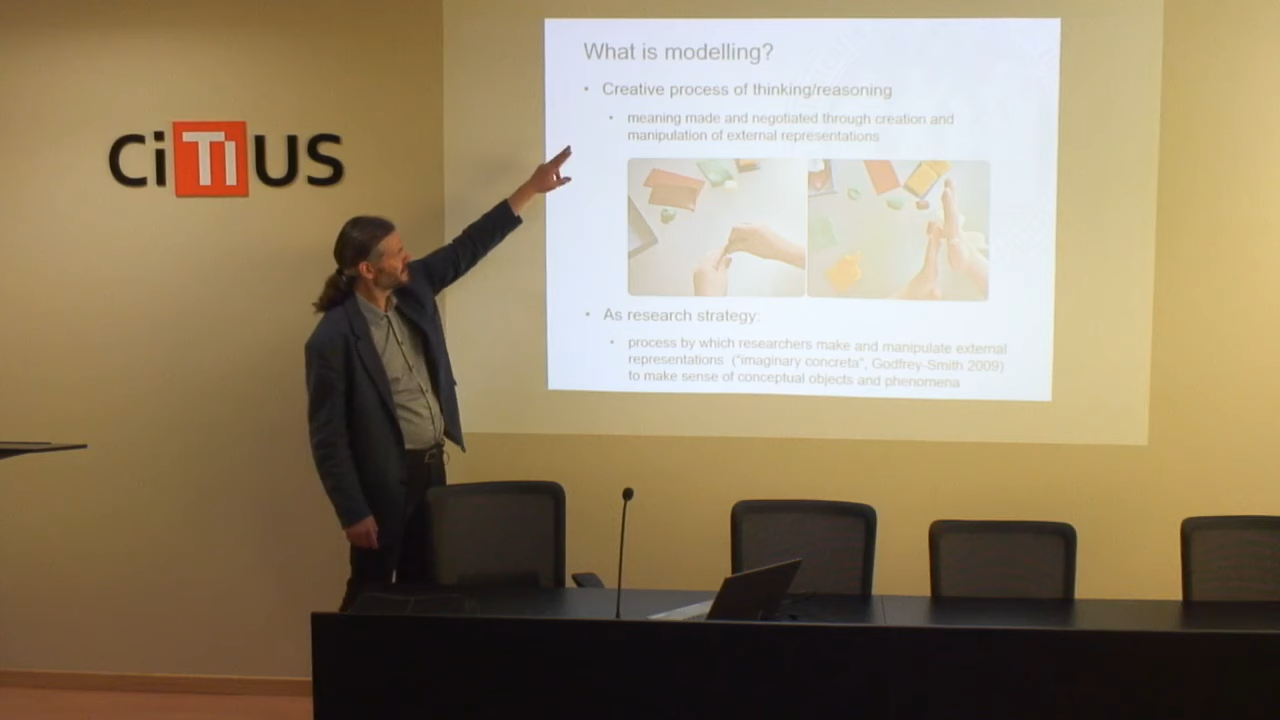 CiTIUS
What is modelling?
• Creative process of thinking/reasoning
• meaning made and negotiated through creation and
manipulation of external representations
• As research strategy:
• process by which researchers make and manipulate external
representations ("imaginary concreta", Godfrey-Smith 2009)
to make sense of conceptual objects and phenomena